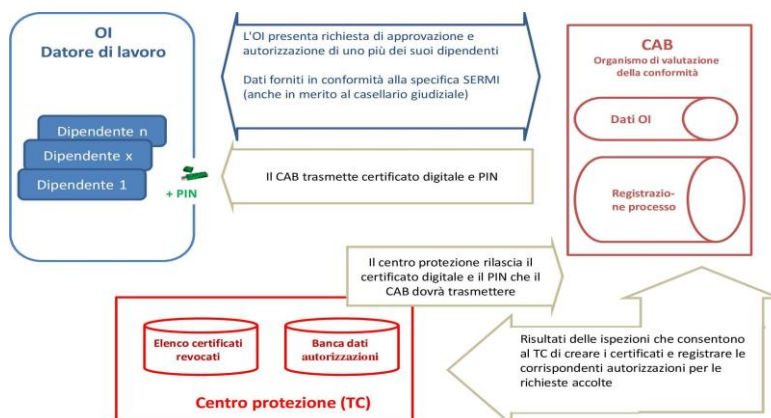 OI
Datore di lavoro
Dipendente n
Dipendente x
Dipendente 1
+ PIN
L'OI presenta richiesta di approvazione e
autorizzazione di uno più dei suoi dipendenti
Dati forniti in conformità alla specifica SERMI
(anche in merito al casellario giudiziale)
CAB
Organismo di valutazione
della conformità
Dati OI
Registrazio-
ne processo
Il CAB trasmette certificato digitale e PIN
Il centro protezione rilascia il
certificato digitale e il PIN che il
CAB dovrà trasmettere
Elenco certificati
revocati
Banca dati
autorizzazioni
Centro protezione (TC)
Risultati delle ispezioni che consentono
al TC di creare i certificati e registrare le
corrispondenti autorizzazioni per le
richieste accolte